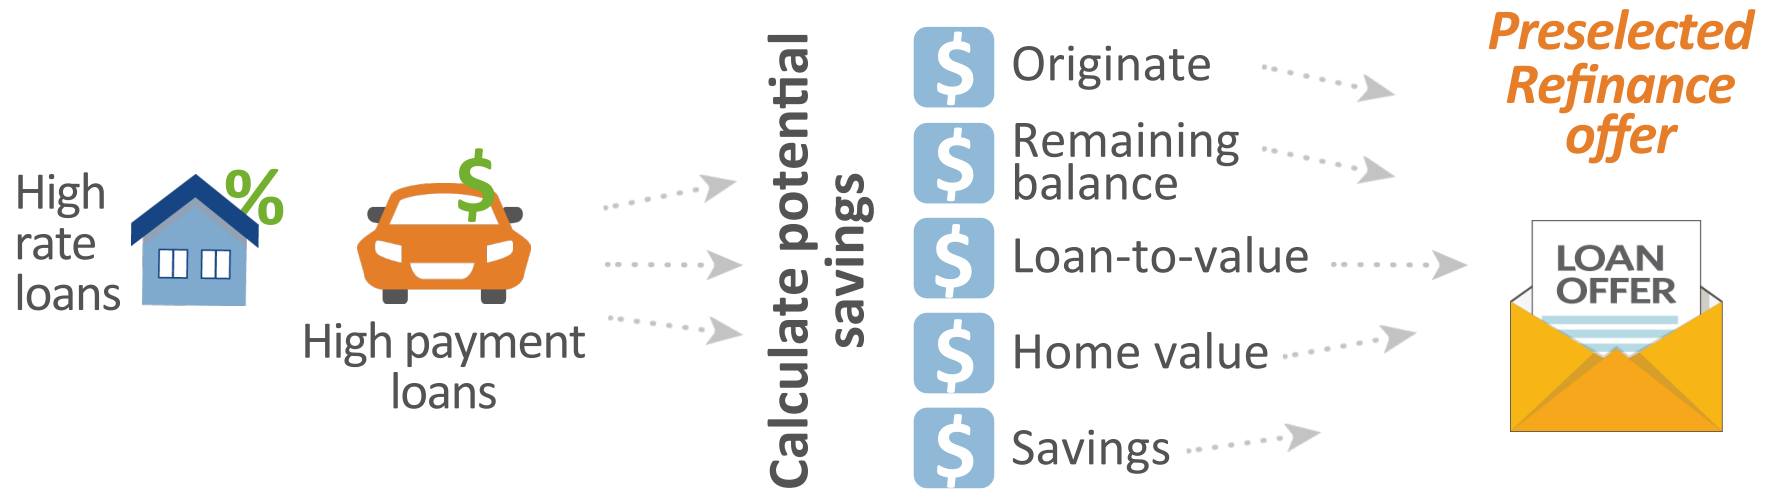 High
rate
loans
%
$
High payment
loans
Calculate potential
savings
$ Originate
$ Remaining
balance
$ Loan-to-value
$ Home value
$ Savings
Preselected
Refinance
offer
LOAN
OFFER